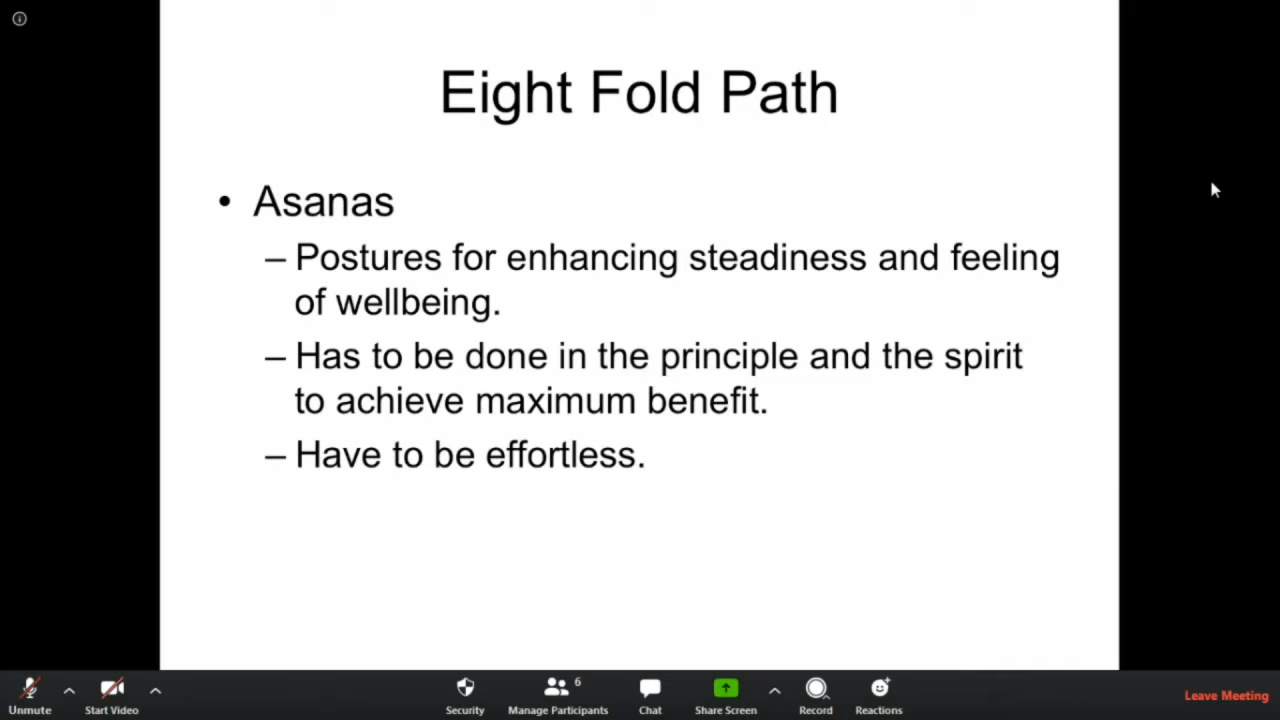 Eight Fold Path
• Asanas
– Postures for enhancing steadiness and feeling
of wellbeing.
– Has to be done in the principle and the spirit
to achieve maximum benefit.
– Have to be effortless.
Unmute
Start Video
Security
Manage Participants
6
Chat
Share Screen
Record
Reactions
Leave Meeting